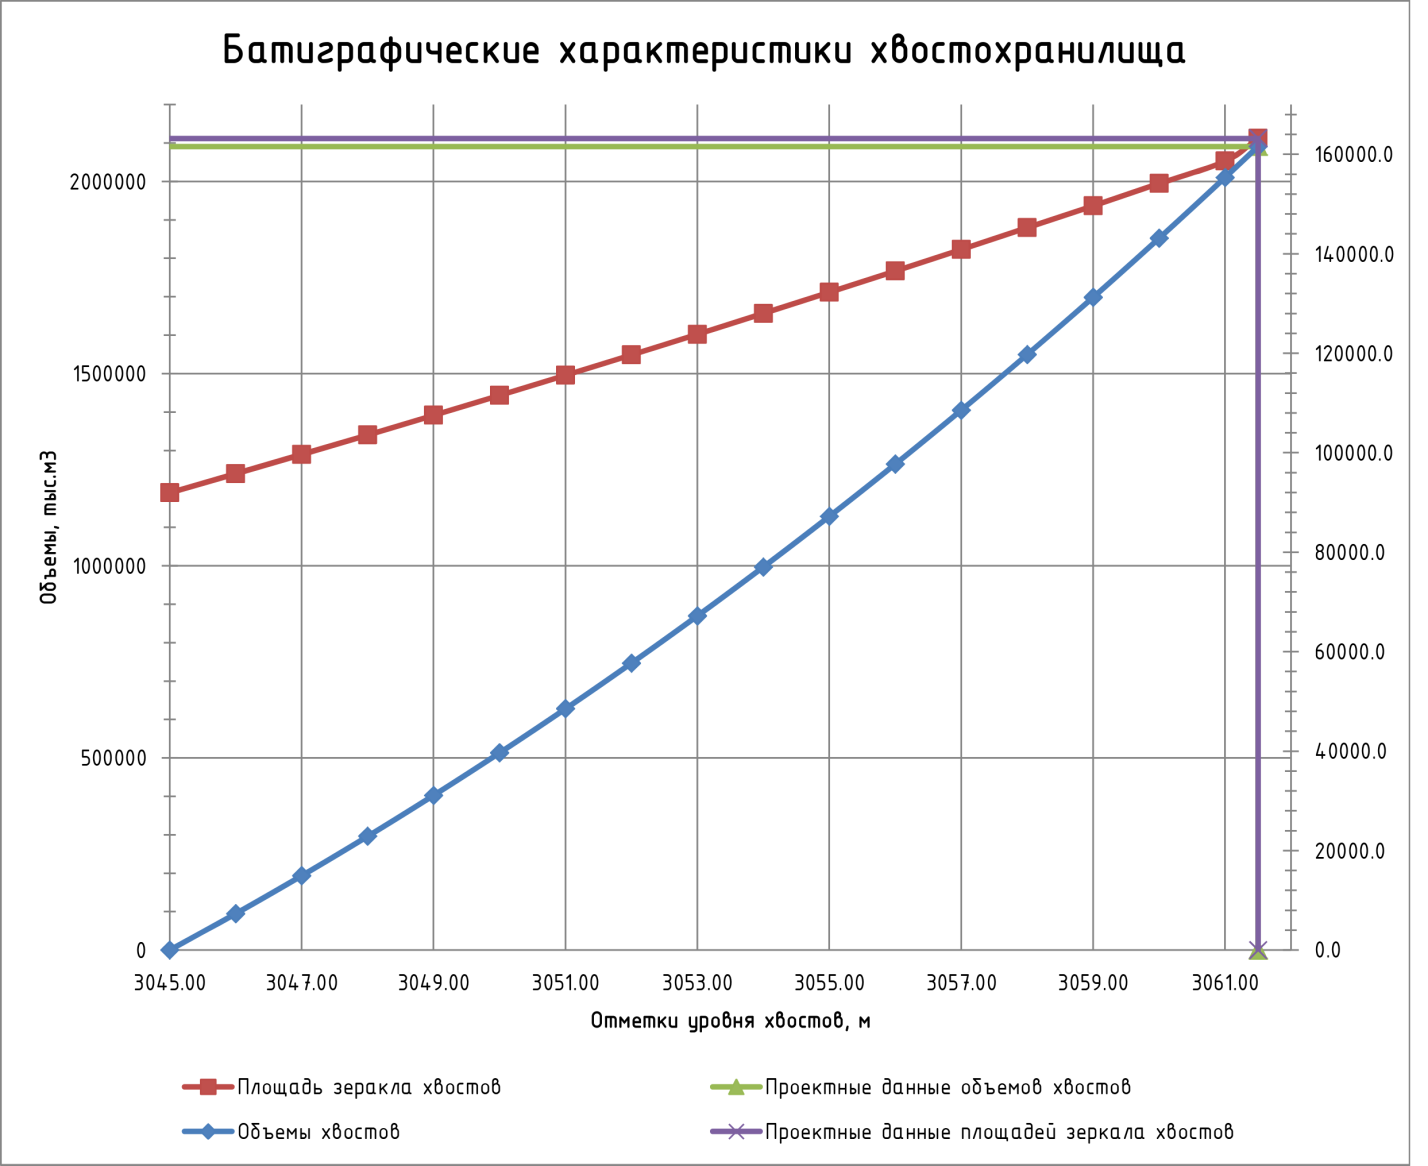 Батиграфические характеристики хвостохранилища
2000000
1500000
1000000
500000
0
Объемы, тыс.м3
160000.0
140000.0
120000.0
100000.0
80000.0
60000.0
40000.0
20000.0
0.0
3045.00 3047.00 3049.00 3051.00 3053.00 3055.00 3057.00 3059.00 3061.00
Отметки уровня хвостов, м
Площадь зеракла хвостов
Проектные данные объемов хвостов
Объемы хвостов
Проектные данные площадей зеркала хвостов